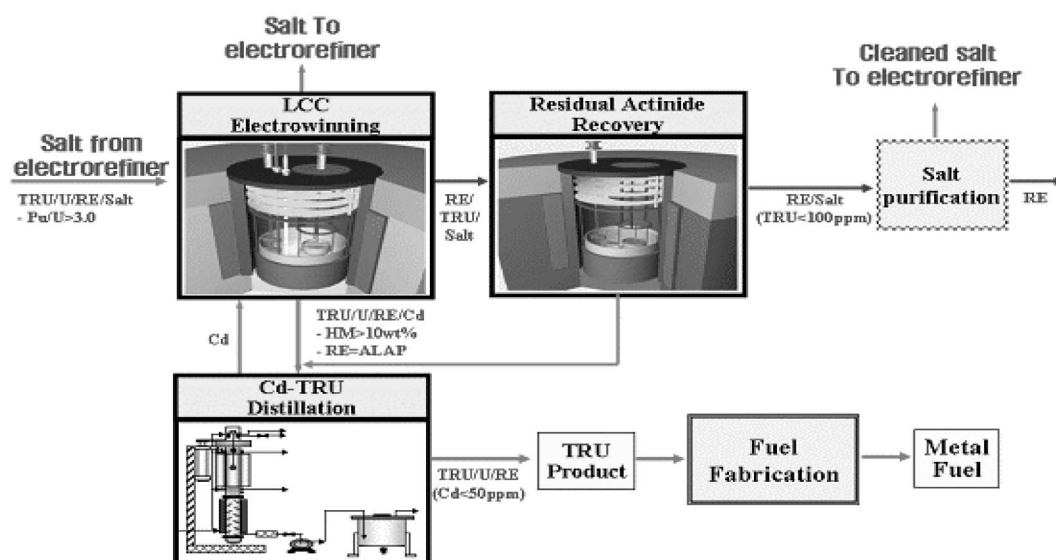 Salt To
electrorefiner
Cleaned salt
To electrorefiner
LCC
Electrowinning
Residual Actinide
Recovery
Salt from
electrorefiner
TRU/U/RE/Salt
- Pu/U>3.0
RE/
TRU/
Salt
RE/Salt
(TRU<100ppm)
Salt
purification
RE
Cd
TRU/U/RE/Cd
- HM>10wt%
- RE=ALAP
Cd-TRU
Distillation
TRU/U/RE
(Cd<50ppm)
TRU
Product
Fuel
Fabrication
Metal
Fuel